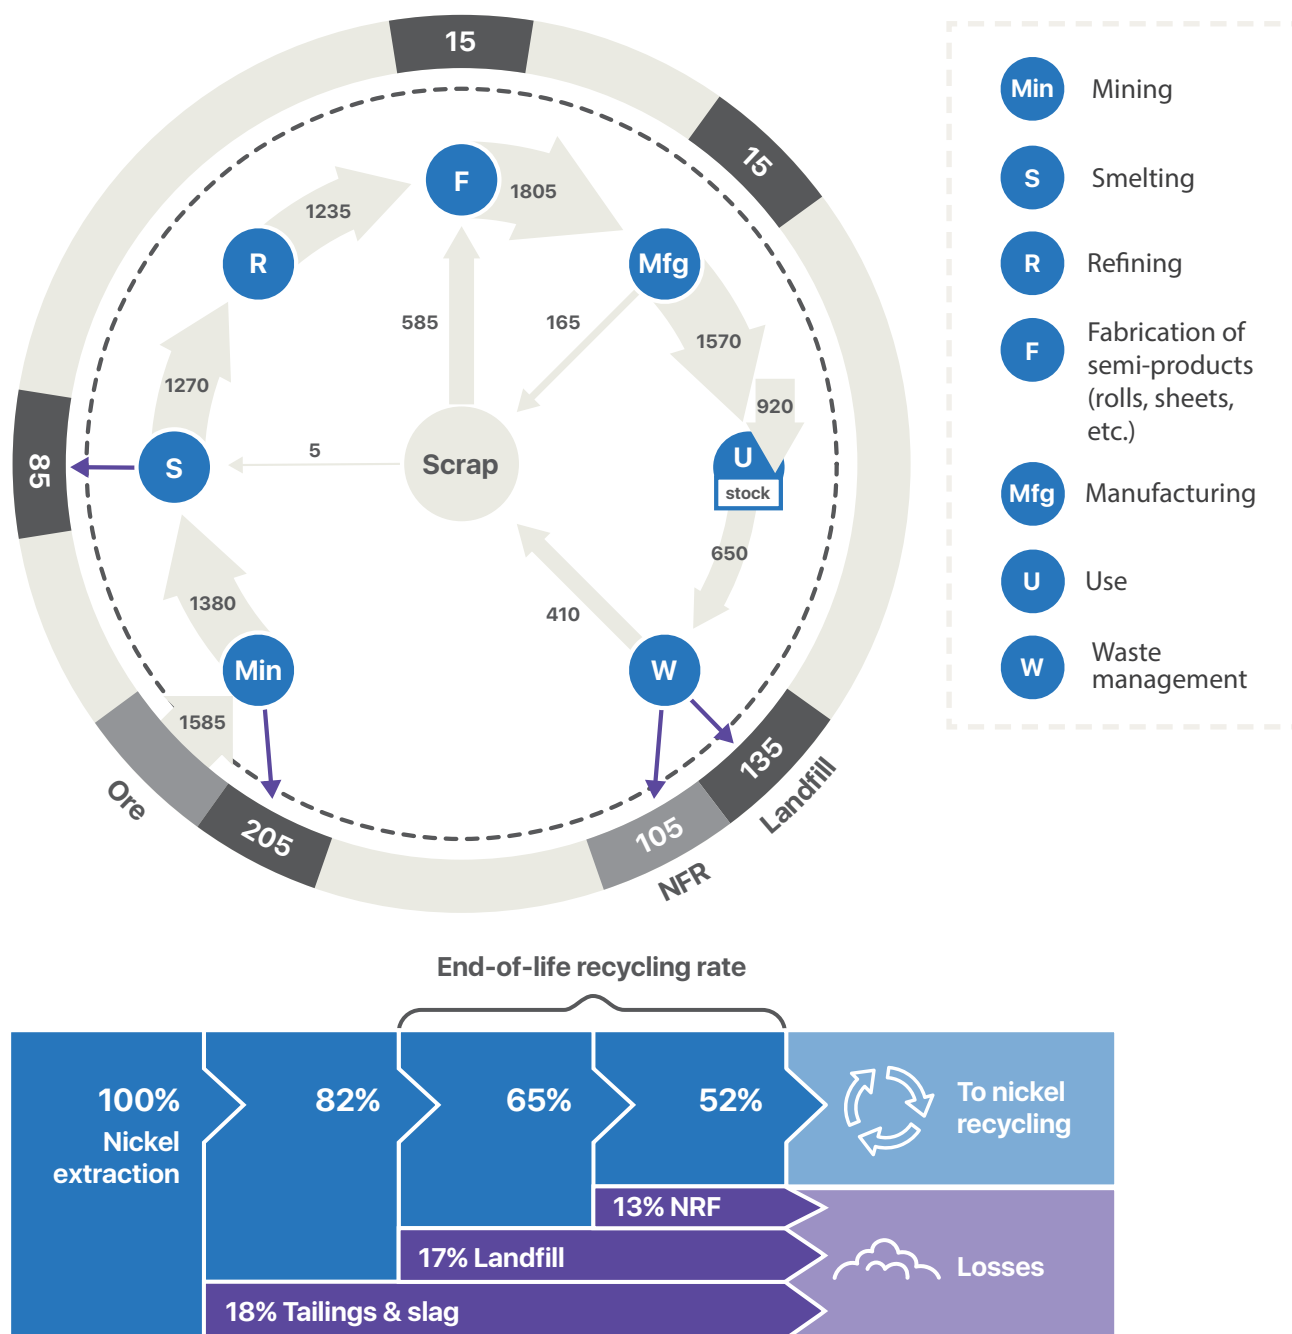 15
15
F
1805
1235
R
Mfg
585
165
1570
1270
920
85
S
5
Scrap
U
stock
650
1380
410
Min
W
1585
Ore
205
105
NFR
135
Landfill
Min
Mining
S
Smelting
R
Refining
F
Fabrication of
semi-products
(rolls, sheets,
etc.)
Mfg
Manufacturing
U
Use
W
Waste
management
End-of-life recycling rate
100%
Nickel
extraction
82%
65%
52%
To nickel
recycling
13% NRF
17% Landfill
Losses
18% Tailings & slag